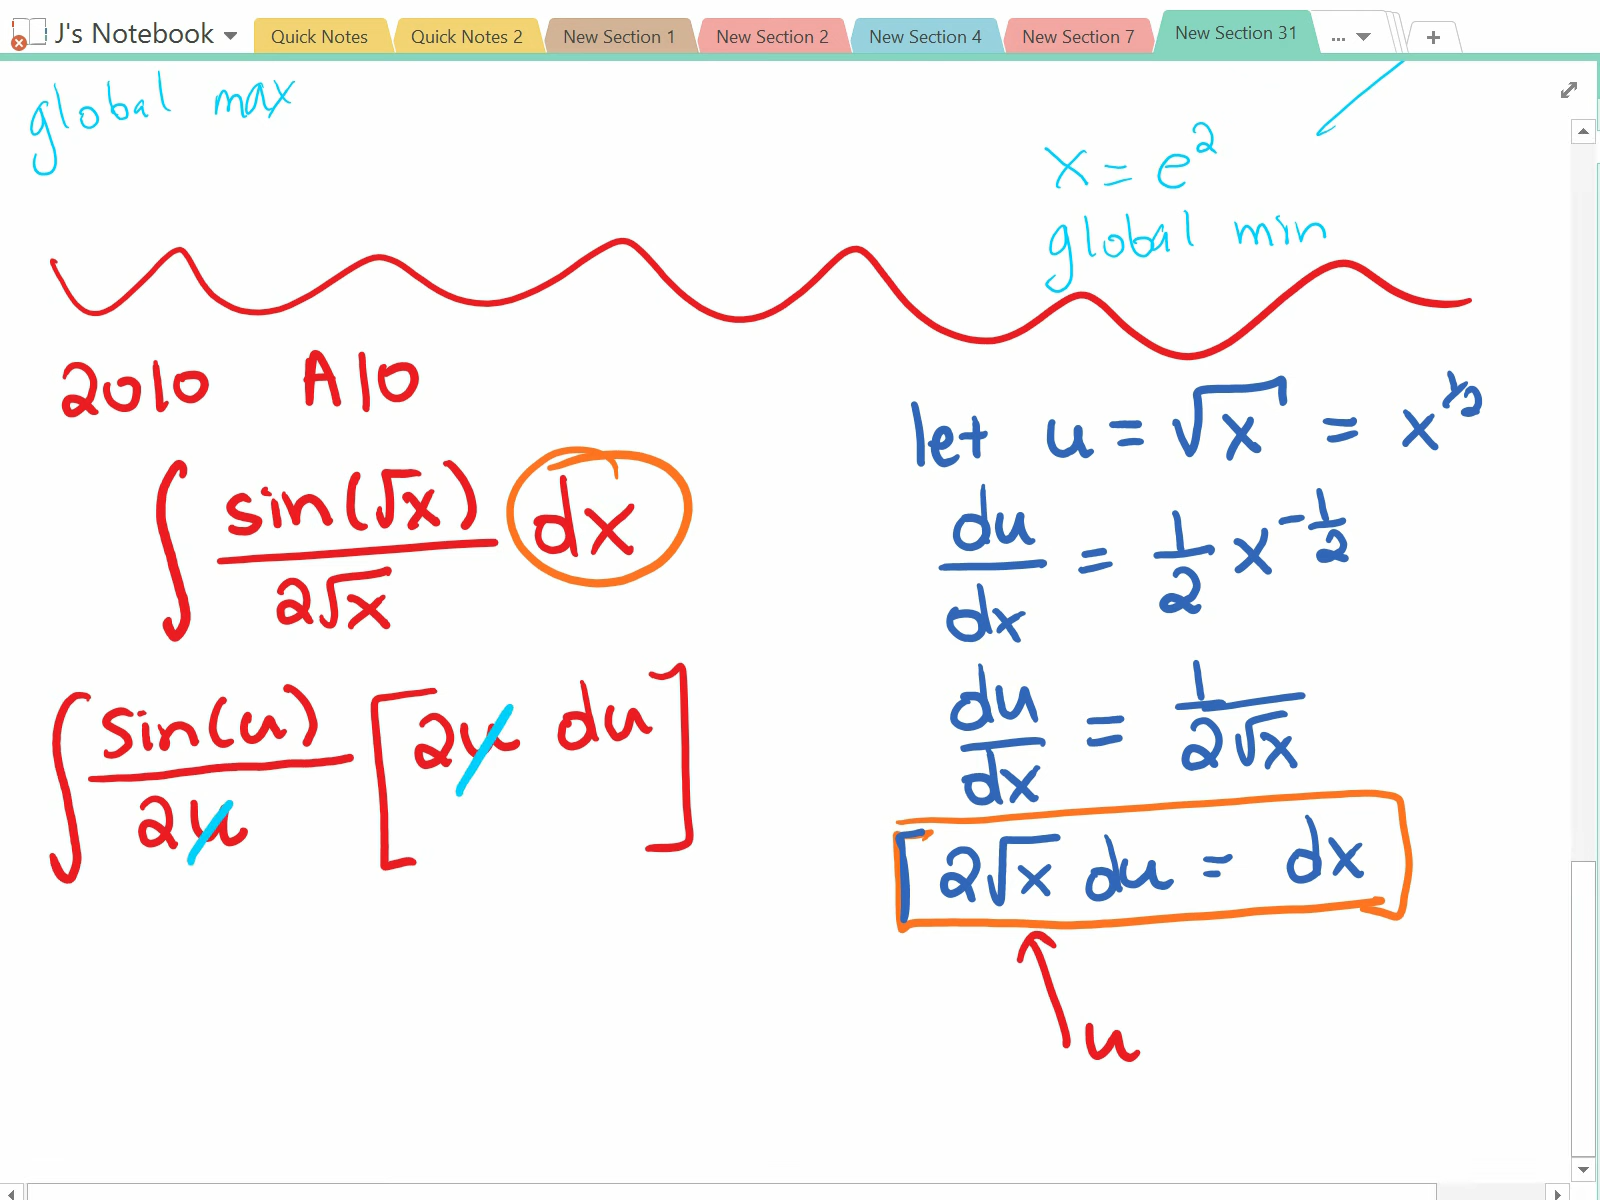 J's Notebook
Quick Notes
Quick Notes 2
New Section 1
New Section 2
New Section 4
New Section 7
New Section 31
...
+
global max
x = e²
global min
2010 A10
∫ sin(√x) / 2√x dx
∫ sin(u) / 2u [2u du]
let u = √x = x^1/2
du/dx = 1/2 x^-1/2
du/dx = 1/2√x
2√x du = dx
u